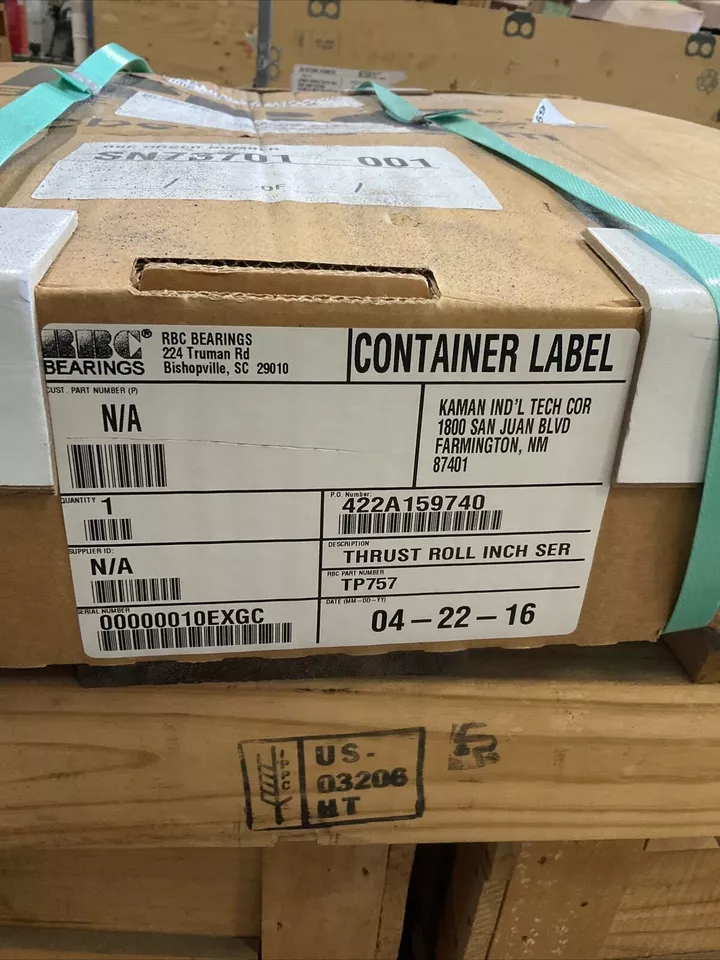 RBC ORDER NUMBER
SN73701 001
/ OF /
RBC® BEARINGS
RBC BEARINGS
224 Truman Rd
Bishopville, SC 29010
CONTAINER LABEL
CUST. PART NUMBER (P)
N/A
KAMAN IND'L TECH COR
1800 SAN JUAN BLVD
FARMINGTON, NM
87401
QUANTITY 1
P.O. Number:
422A159740
SUPPLIER ID:
N/A
DESCRIPTION
THRUST ROLL INCH SER
RBC PART NUMBER
TP757
SERIAL NUMBER
00000010EXGC
DATE (MM-DD-YY)
04-22-16
IPPC
US-
03206
HT